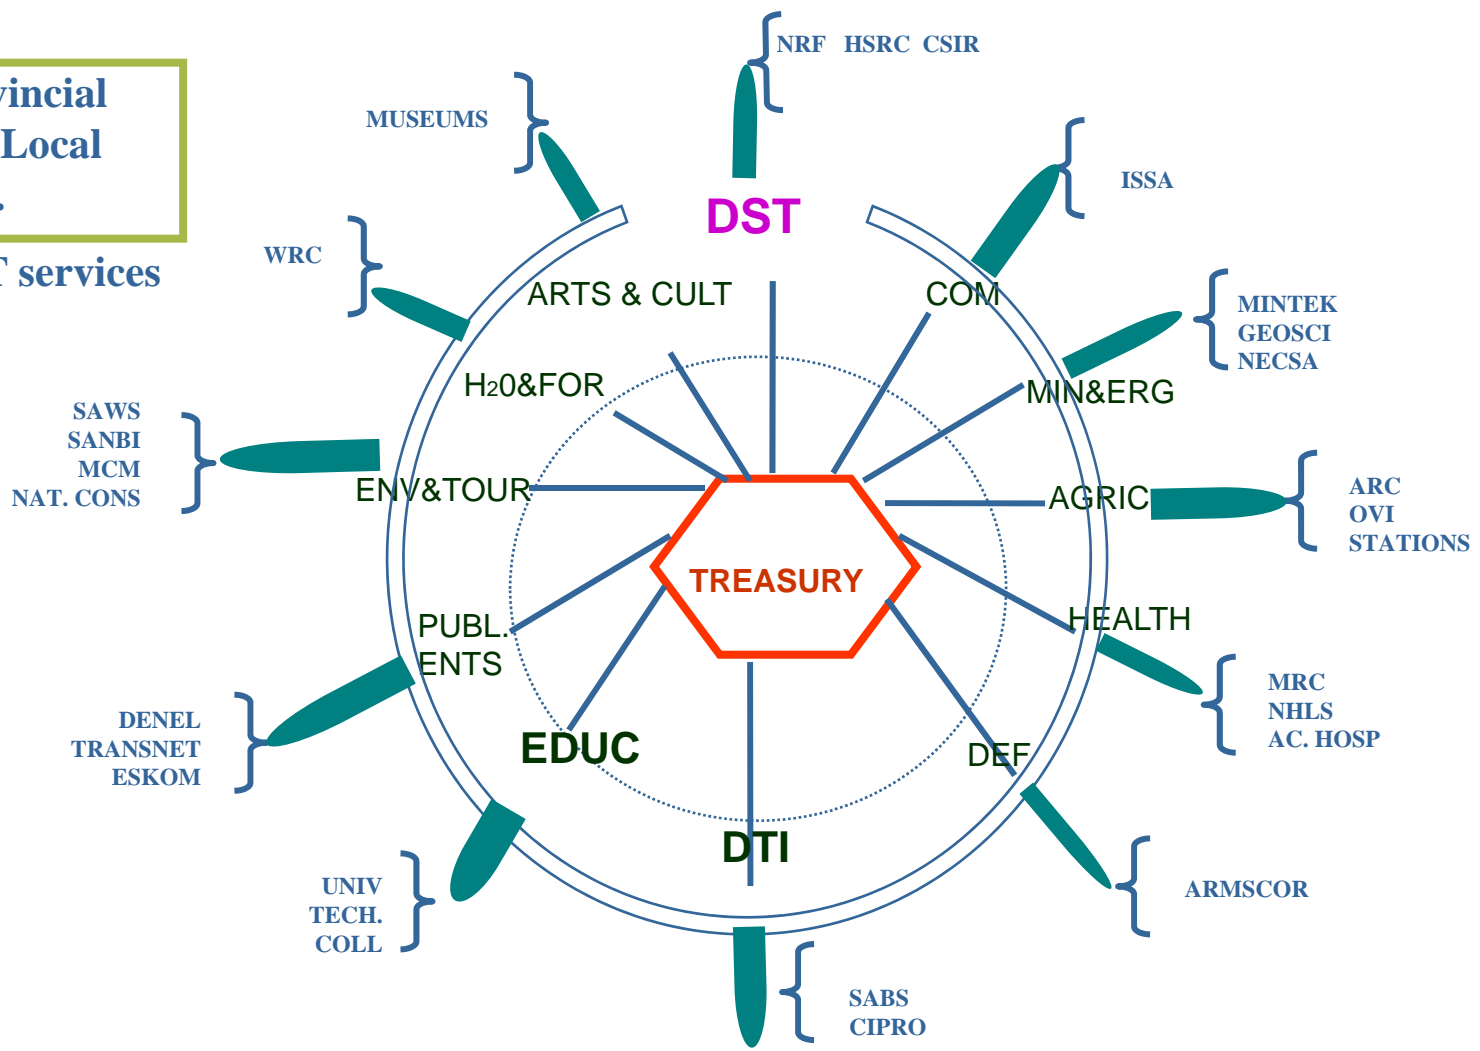 NRF HSRC CSIR
vincial
Local
.
T services
MUSEUMS
ISSA
DST
WRC
ARTS & CULT
COM
MINTEK
GEOSCI
NECSA
H20&FOR
MIN&ERG
SAWS
SANBI
MCM
NAT. CONS
ENV&TOUR
AGRIC
ARC
OVI
STATIONS
TREASURY
PUBL.
ENTS
HEALTH
MRC
NHLS
AC. HOSP
DENEL
TRANSNET
ESKOM
EDUC
DEF
DTI
UNIV
TECH.
COLL
ARMSCOR
SABS
CIPRO